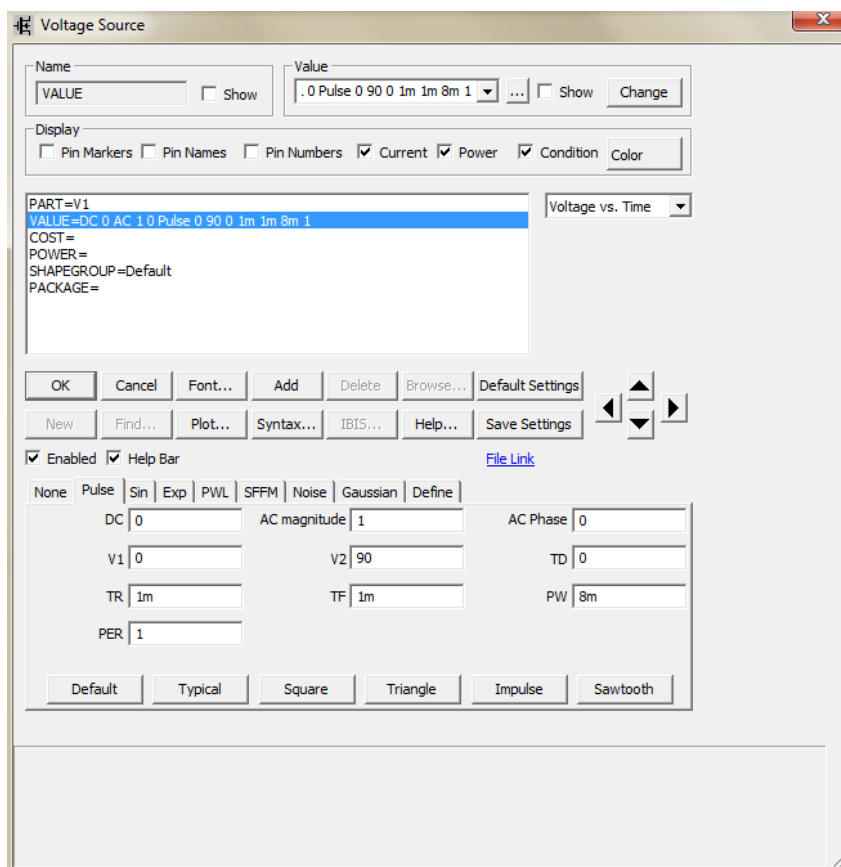 Voltage Source
Name
Value
VALUE
Show
. 0 Pulse 0 90 0 1m 1m 8m 1
...
Show
Change
Display
Pin Markers Pin Names Pin Numbers Current Power Condition Color
PART=V1
Voltage vs. Time
VALUE=DC 0 AC 1 0 Pulse 0 90 0 1m 1m 8m 1
COST=
POWER=
SHAPEGROUP=Default
PACKAGE=
OK Cancel Font... Add Delete Browse... Default Settings
New Find... Plot... Syntax... IBIS... Help... Save Settings
Enabled Help Bar File Link
None Pulse Sin Exp PWL SFFM Noise Gaussian Define
DC 0 AC magnitude 1 AC Phase 0
V1 0 V2 90 TD 0
TR 1m TF 1m PW 8m
PER 1
Default Typical Square Triangle Impulse Sawtooth